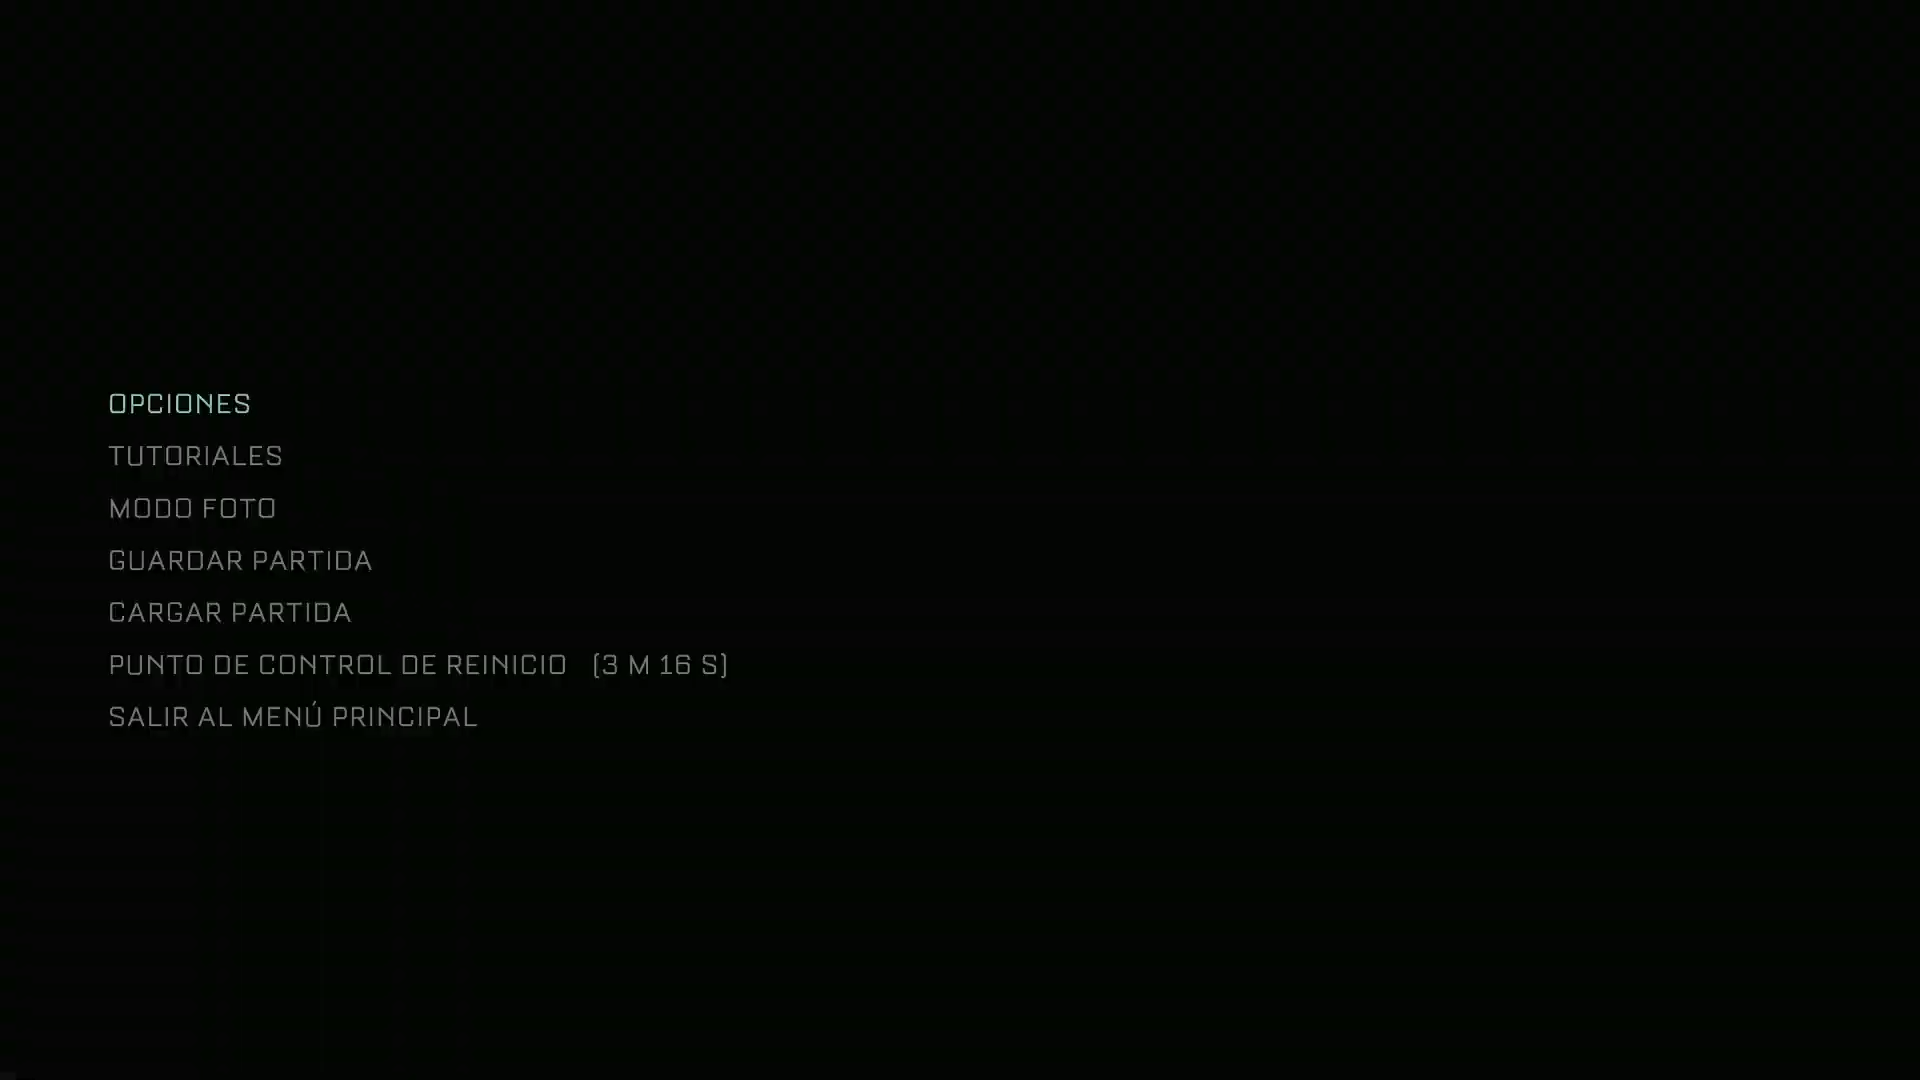 OPCIONES
TUTORIALES
MODO FOTO
GUARDAR PARTIDA
CARGAR PARTIDA
PUNTO DE CONTROL DE REINICIO (3 M 16 S)
SALIR AL MENÚ PRINCIPAL